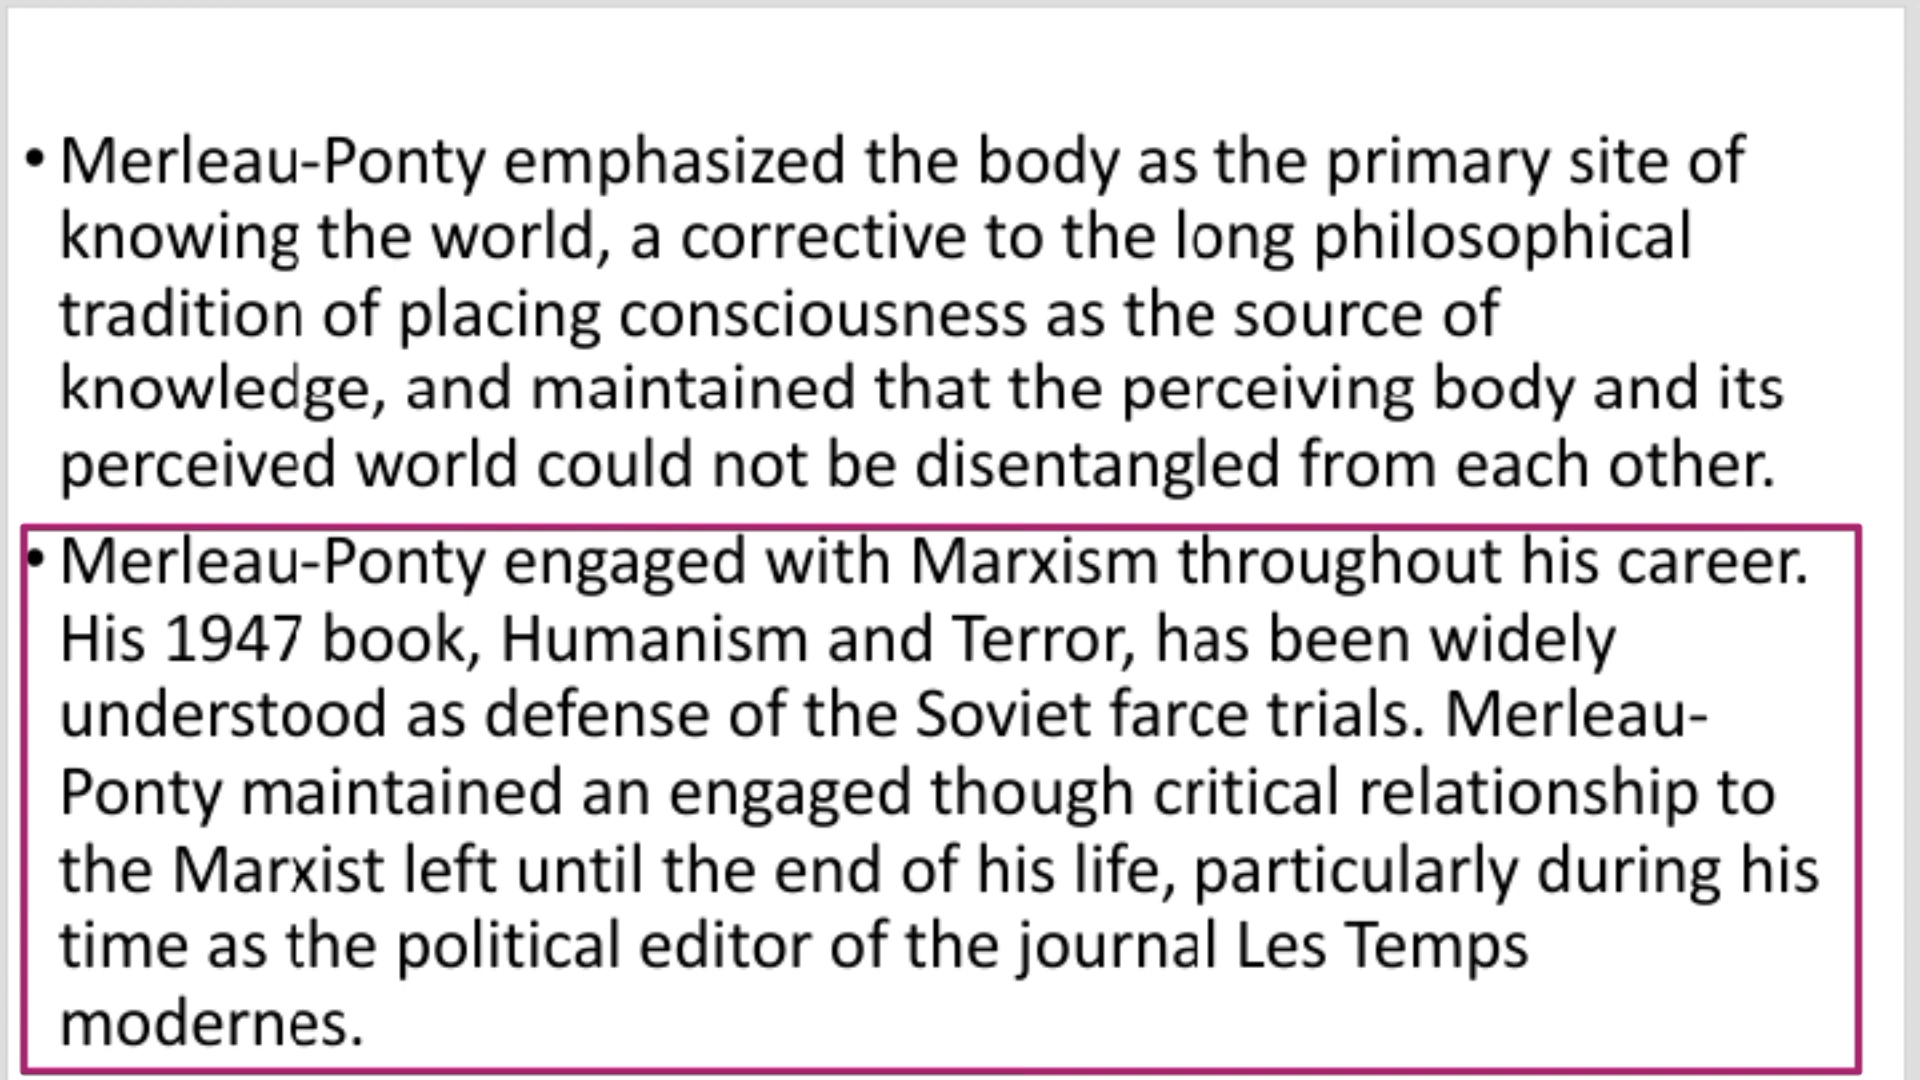 • Merleau-Ponty emphasized the body as the primary site of
knowing the world, a corrective to the long philosophical
tradition of placing consciousness as the source of
knowledge, and maintained that the perceiving body and its
perceived world could not be disentangled from each other.
• Merleau-Ponty engaged with Marxism throughout his career.
His 1947 book, Humanism and Terror, has been widely
understood as defense of the Soviet farce trials. Merleau-
Ponty maintained an engaged though critical relationship to
the Marxist left until the end of his life, particularly during his
time as the political editor of the journal Les Temps
modernes.